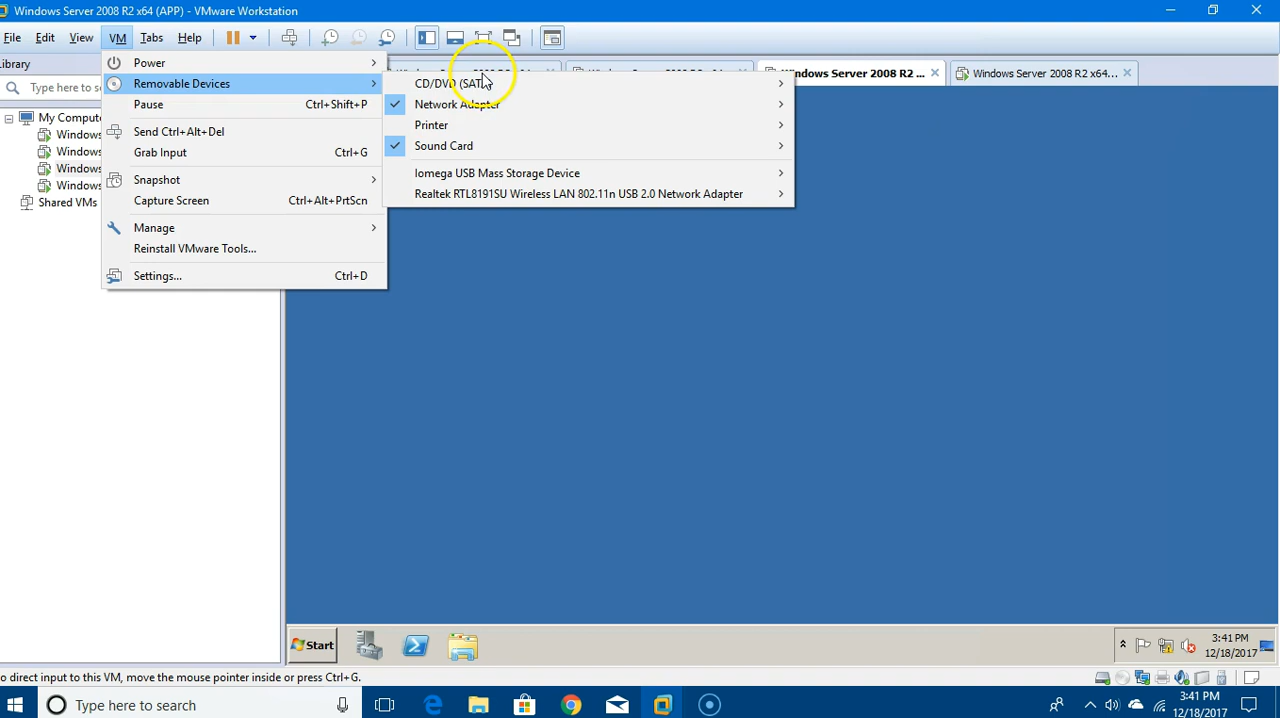 Windows Server 2008 R2 x64 (APP) - VMware Workstation
File Edit View VM Tabs Help
Library
Type here to s
My Compute
Windows
Windows
Windows
Windows
Shared VMs
Power
Removable Devices
Pause Ctrl+Shift+P
Send Ctrl+Alt+Del
Grab Input Ctrl+G
Snapshot
Capture Screen Ctrl+Alt+PrtScn
Manage
Reinstall VMware Tools...
Settings... Ctrl+D
Windows Server 2008 R2 ...
Windows Server 2008 R2 x64...
CD/DVD (SATA)
Network Adapter
Printer
Sound Card
Iomega USB Mass Storage Device
Realtek RTL8191SU Wireless LAN 802.11n USB 2.0 Network Adapter
Start
3:41 PM
12/18/2017
o direct input to this VM, move the mouse pointer inside or press Ctrl+G.
Type here to search
3:41 PM
12/18/2017